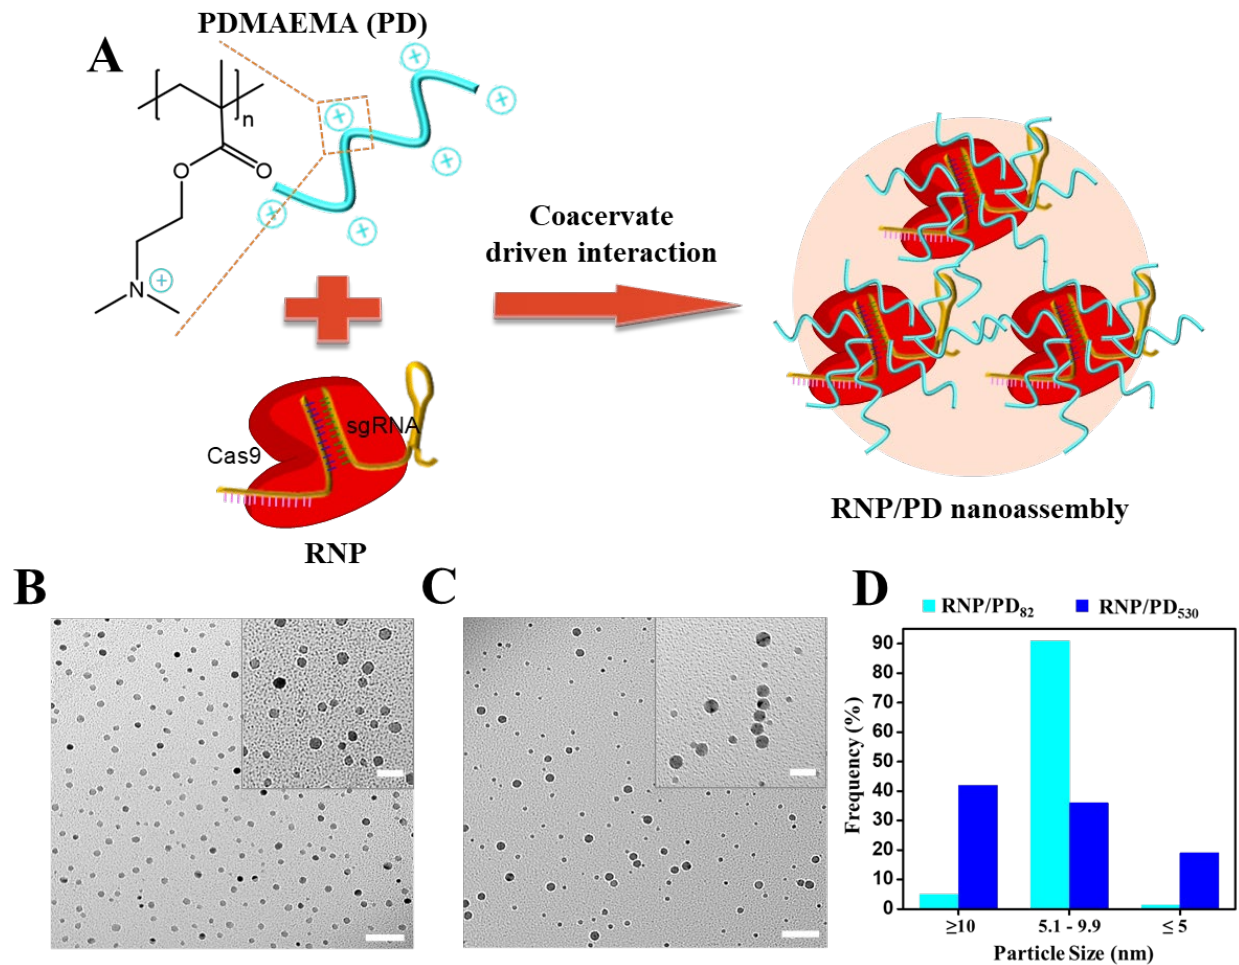 A
PDMAEMA (PD)
n
O
O
N
Coacervate
driven interaction
Cas9
sgRNA
RNP
RNP/PD nanoassembly
B
C
D
RNP/PD₈₂
RNP/PD₅₃₀
Frequency (%)
90
80
70
60
50
40
30
20
10
0
≥10
5.1 - 9.9
≤ 5
Particle Size (nm)